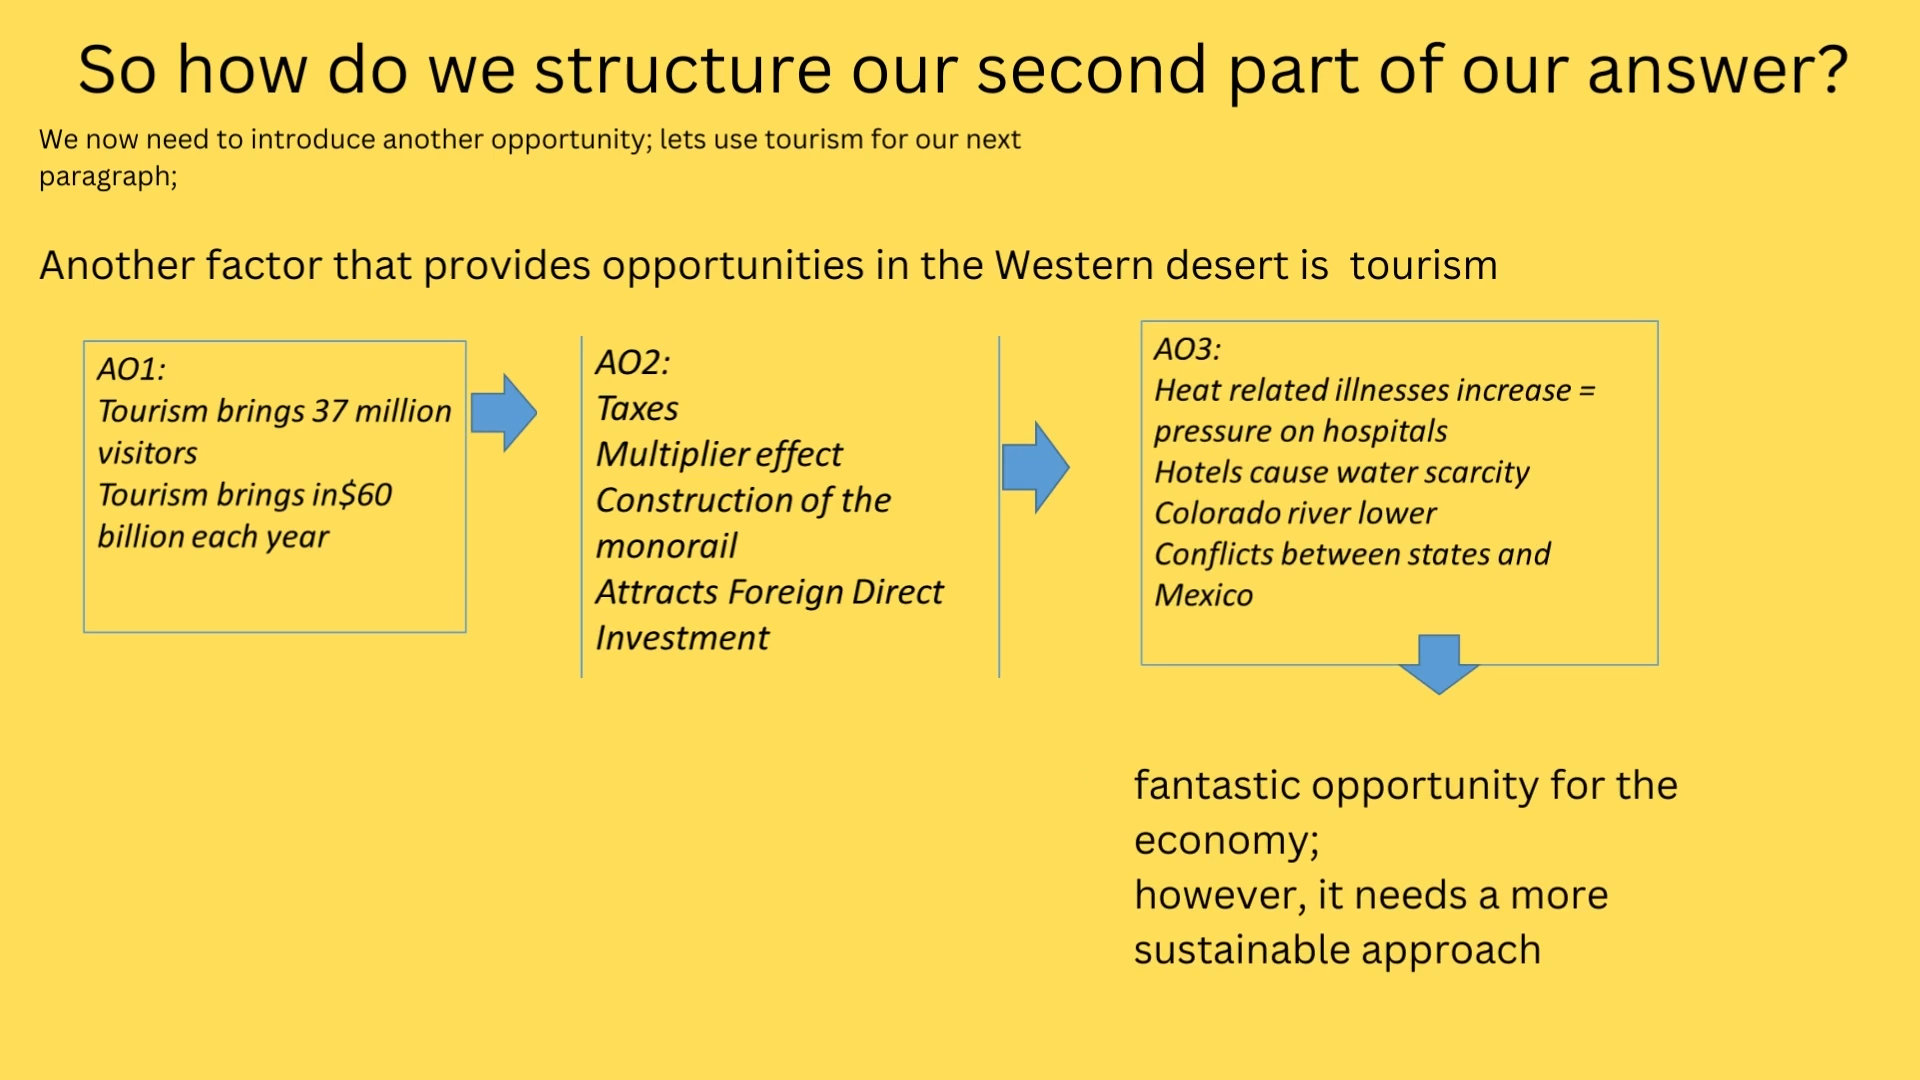 So how do we structure our second part of our answer?
We now need to introduce another opportunity; lets use tourism for our next
paragraph;
Another factor that provides opportunities in the Western desert is  tourism
AO1:
Tourism brings 37 million
visitors
Tourism brings in$60
billion each year
AO2:
Taxes
Multiplier effect
Construction of the
monorail
Attracts Foreign Direct
Investment
AO3:
Heat related illnesses increase =
pressure on hospitals
Hotels cause water scarcity
Colorado river lower
Conflicts between states and
Mexico
fantastic opportunity for the
economy;
however, it needs a more
sustainable approach